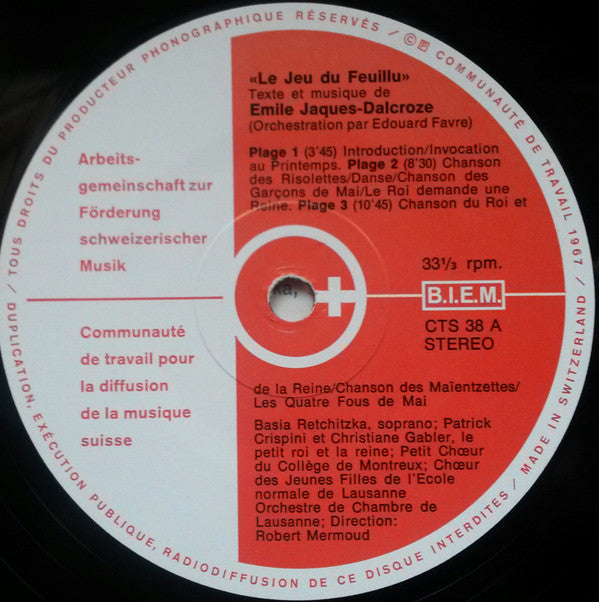 / TOUS DROITS DU PRODUCTEUR PHONOGRAPHIQUE RÉSERVÉS / © ℗ COMMUNAUTÉ DE TRAVAIL 1967
/ MADE IN SWITZERLAND /
/ DUPLICATION, EXÉCUTION PUBLIQUE, RADIODIFFUSION DE CE DISQUE INTERDITES /
Arbeits-
gemeinschaft zur
Förderung
schweizerischer
Musik
Communauté
de travail pour
la diffusion
de la musique
suisse
«Le Jeu du Feuillu»
Texte et musique de
Emile Jaques-Dalcroze
(Orchestration par Edouard Favre)
Plage 1 (3'45) Introduction/Invocation
au Printemps. Plage 2 (8'30) Chanson
des Risolettes/Danse/Chanson des
Garçons de Mai/Le Roi demande une
Reine. Plage 3 (10'45) Chanson du Roi et
33⅓ rpm.
B.I.E.M.
CTS 38 A
STEREO
de la Reine/Chanson des Maïentzettes/
Les Quatre Fous de Mai
Basia Retchitzka, soprano; Patrick
Crispini et Christiane Gabler, le
petit roi et la reine; Petit Chœur
du Collège de Montreux; Chœur
des Jeunes Filles de l'Ecole
normale de Lausanne
Orchestre de Chambre de
Lausanne; Direction:
Robert Mermoud